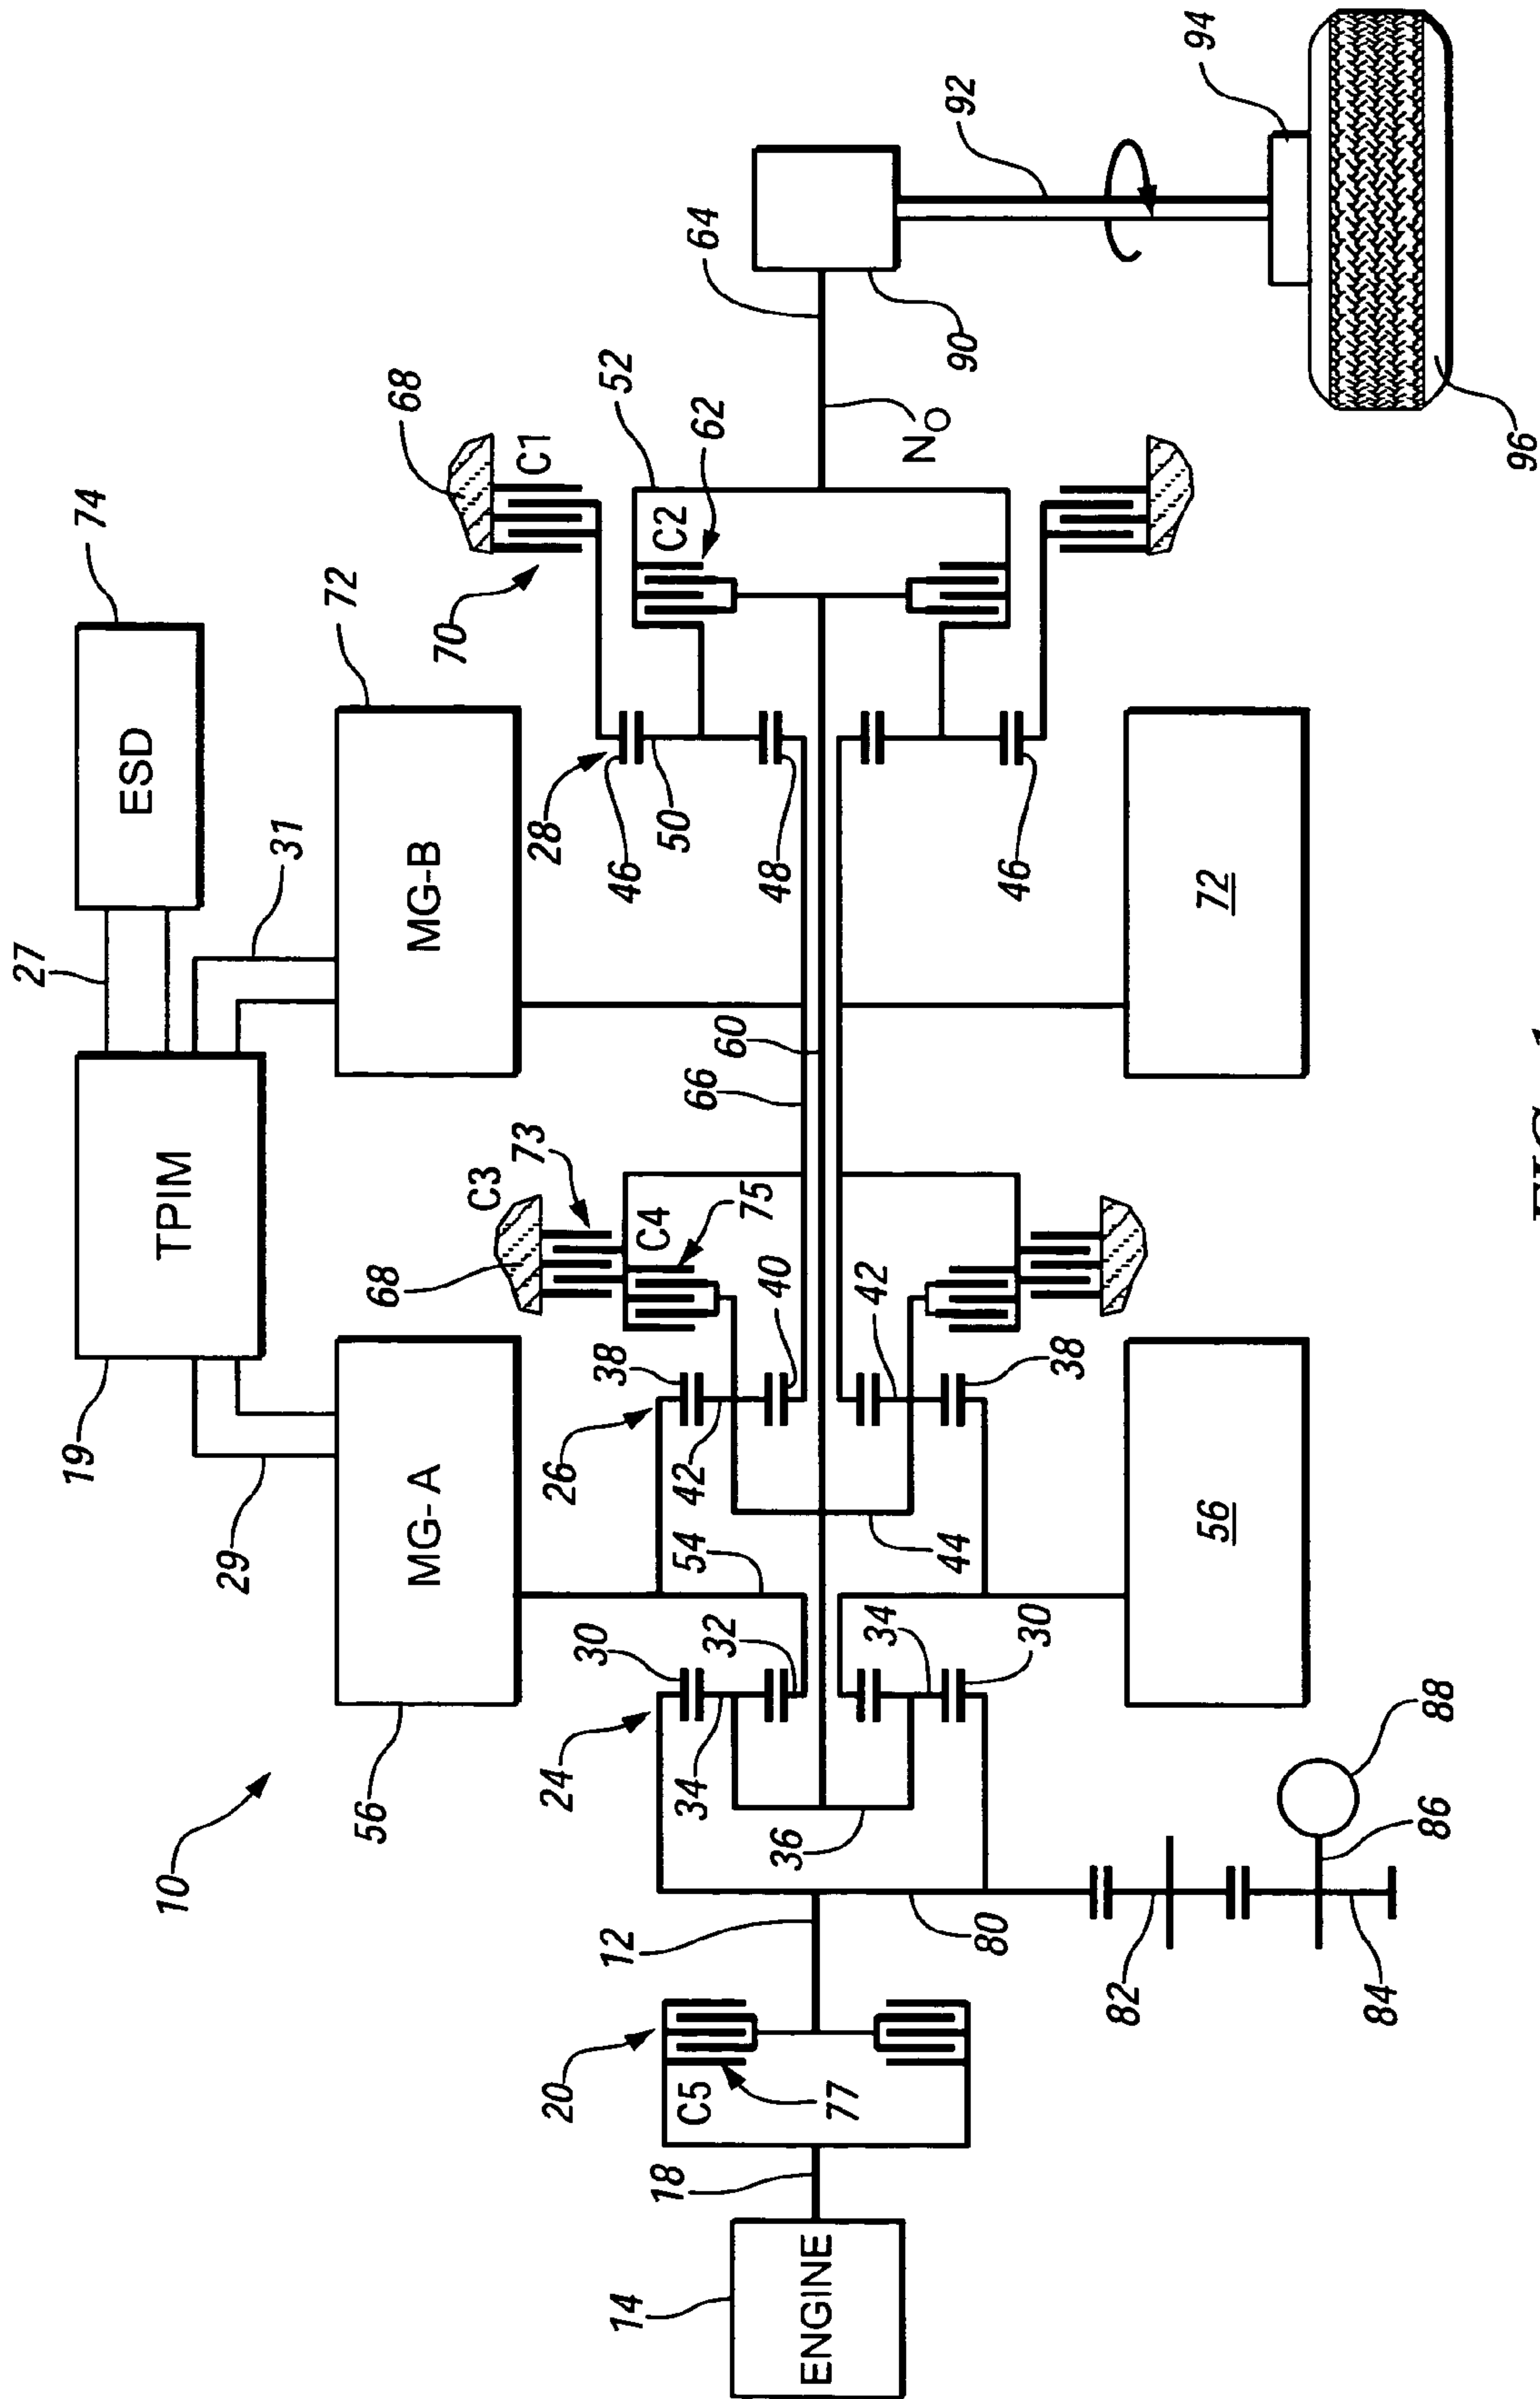 27
19 TPIM ESD 74
10 29 31
56 MG-A MG-B 72
68 C3 70 68
20 24 26 73 28 C1
30 38 46 52
14 18 C5 12 34 42 C4 50 C2 62
54
32 40 75 48
ENGINE 77 36 66 60 64
34 42 N_O
80 44 90 92
30 38 46
82 56 72 94
84 86 88
96
FIG. 1